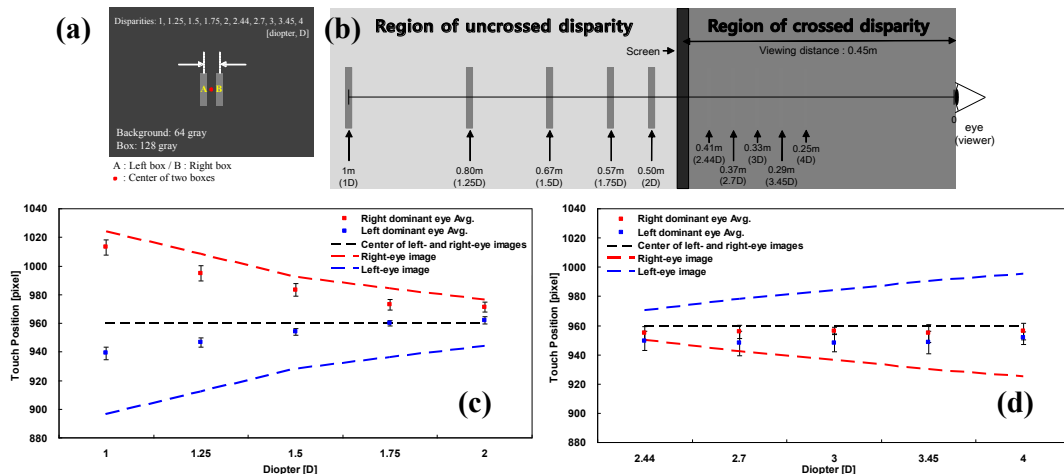 (a)
Disparities: 1, 1.25, 1.5, 1.75, 2, 2.44, 2.7, 3, 3.45, 4
[diopter, D]
A B
Background: 64 gray
Box: 128 gray
A : Left box / B : Right box
● : Center of two boxes
(b)
Region of uncrossed disparity
Region of crossed disparity
Screen
Viewing distance : 0.45m
0
eye
(viewer)
1m
(1D)
0.80m
(1.25D)
0.67m
(1.5D)
0.57m
(1.75D)
0.50m
(2D)
0.41m
(2.44D)
0.37m
(2.7D)
0.33m
(3D)
0.29m
(3.45D)
0.25m
(4D)
Touch Position [pixel]
1040
1020
1000
980
960
940
920
900
880
Right dominant eye Avg.
Left dominant eye Avg.
Center of left- and right-eye images
Right-eye image
Left-eye image
(c)
1 1.25 1.5 1.75 2
Diopter [D]
Touch Position [pixel]
1040
1020
1000
980
960
940
920
900
880
Right dominant eye Avg.
Left dominant eye Avg.
Center of left- and right-eye images
Right-eye image
Left-eye image
(d)
2.44 2.7 3 3.45 4
Diopter [D]